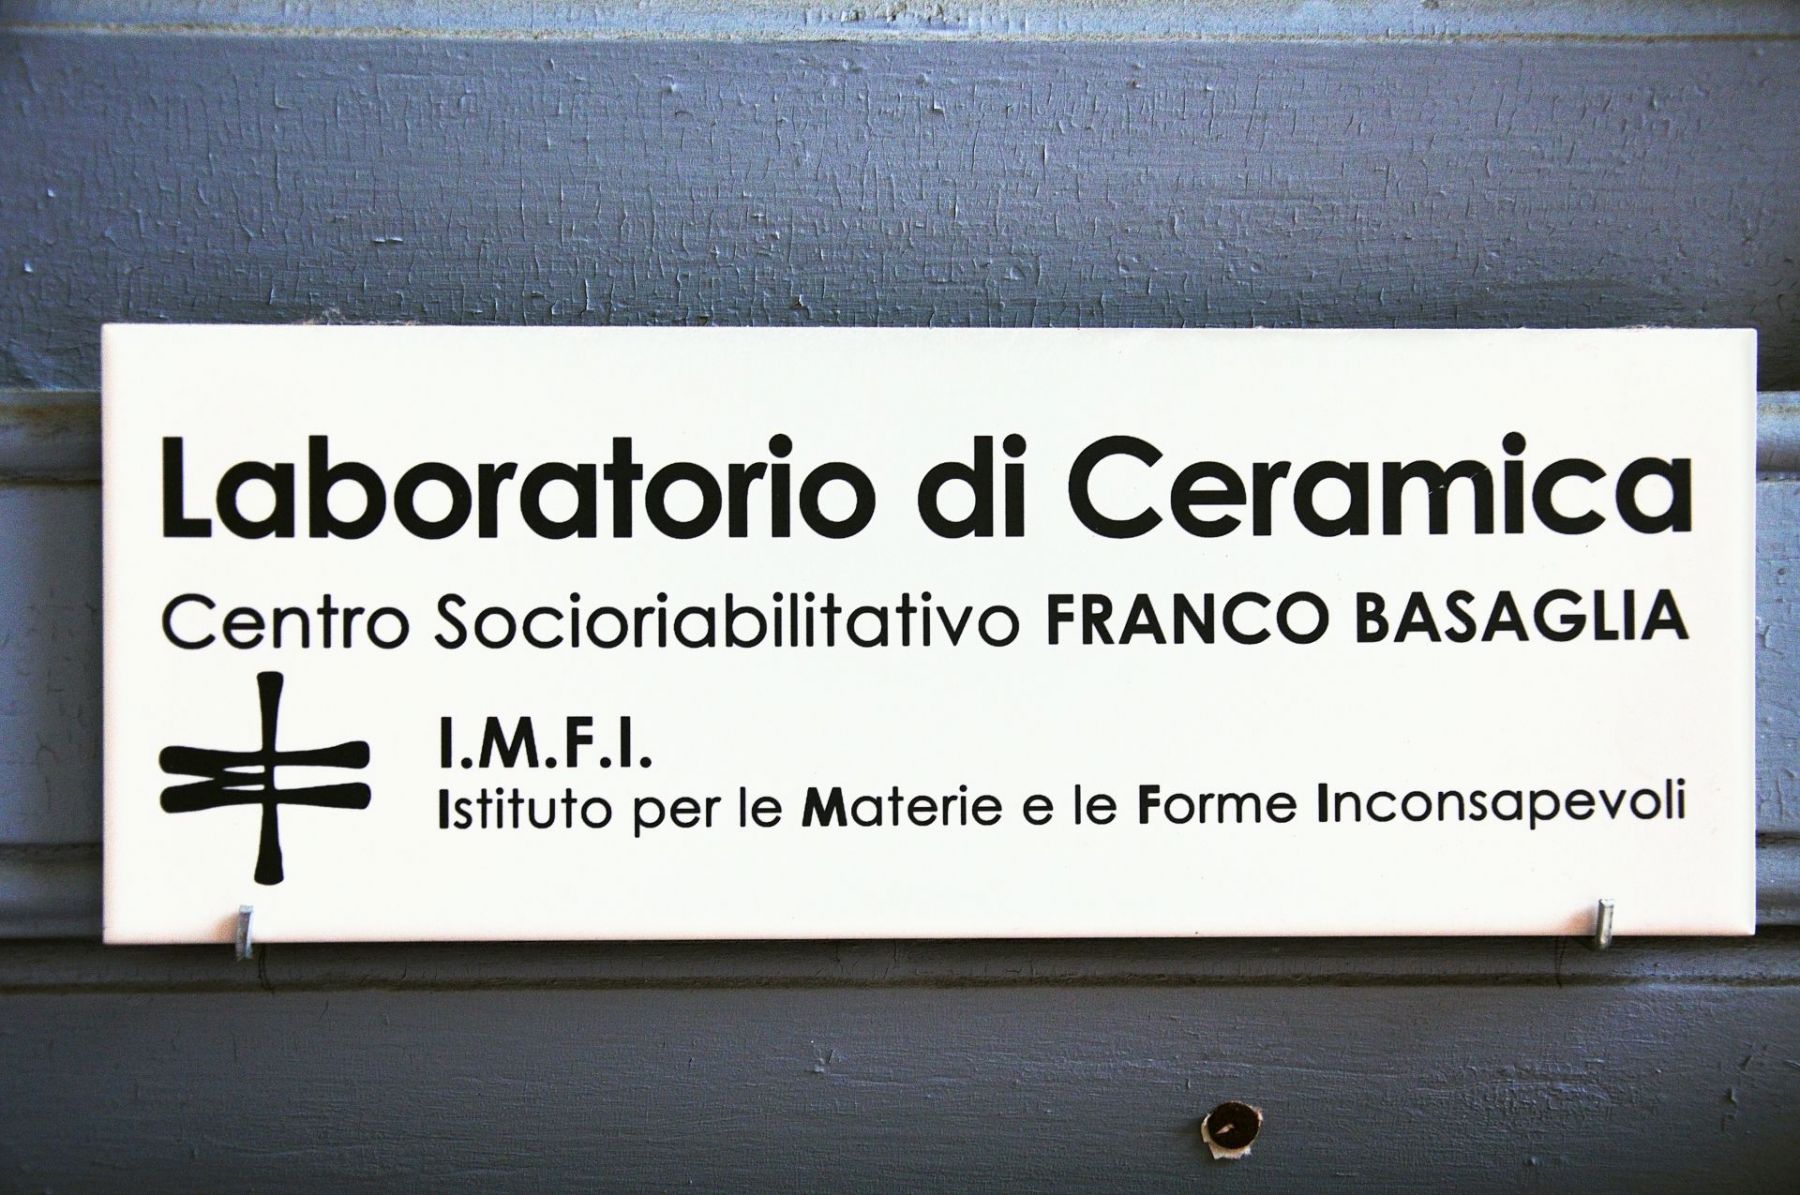 Laboratorio di Ceramica
Centro Socioriabilitativo FRANCO BASAGLIA
I.M.F.I.
Istituto per le Materie e le Forme Inconsapevoli